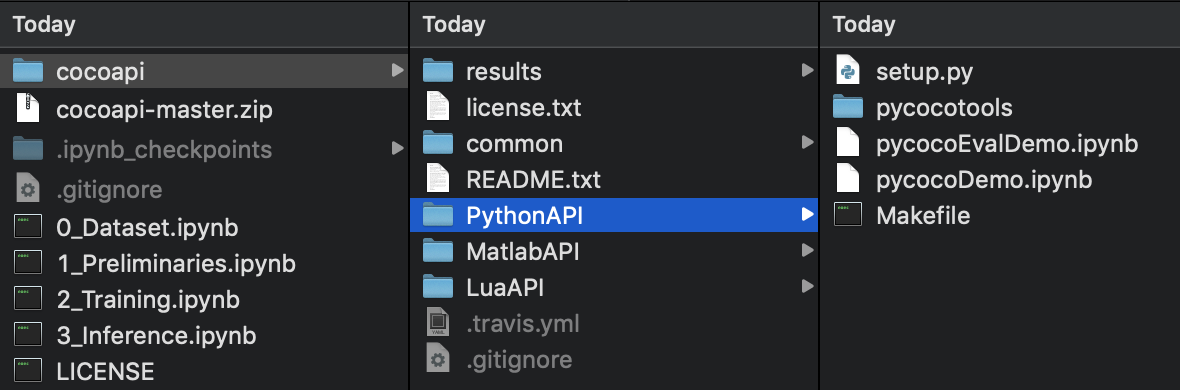 Today
cocoapi
cocoapi-master.zip
.ipynb_checkpoints
.gitignore
0_Dataset.ipynb
1_Preliminaries.ipynb
2_Training.ipynb
3_Inference.ipynb
LICENSE
Today
results
license.txt
common
README.txt
PythonAPI
MatlabAPI
LuaAPI
.travis.yml
.gitignore
Today
setup.py
pycocotools
pycocoEvalDemo.ipynb
pycocoDemo.ipynb
Makefile